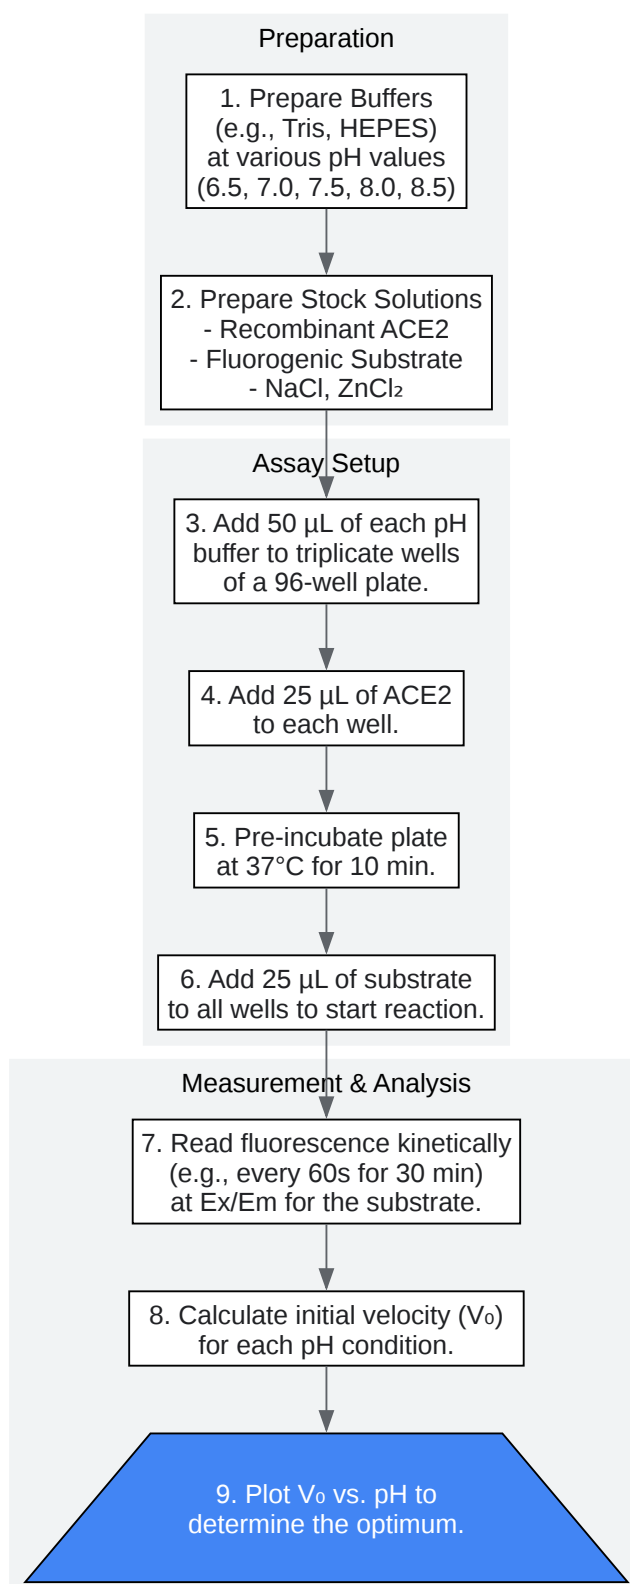 Preparation
1. Prepare Buffers
(e.g., Tris, HEPES)
at various pH values
(6.5, 7.0, 7.5, 8.0, 8.5)
2. Prepare Stock Solutions
- Recombinant ACE2
- Fluorogenic Substrate
- NaCl, ZnCl₂
Assay Setup
3. Add 50 µL of each pH
buffer to triplicate wells
of a 96-well plate.
4. Add 25 µL of ACE2
to each well.
5. Pre-incubate plate
at 37°C for 10 min.
6. Add 25 µL of substrate
to all wells to start reaction.
Measurement & Analysis
7. Read fluorescence kinetically
(e.g., every 60s for 30 min)
at Ex/Em for the substrate.
8. Calculate initial velocity (V₀)
for each pH condition.
9. Plot V₀ vs. pH to
determine the optimum.